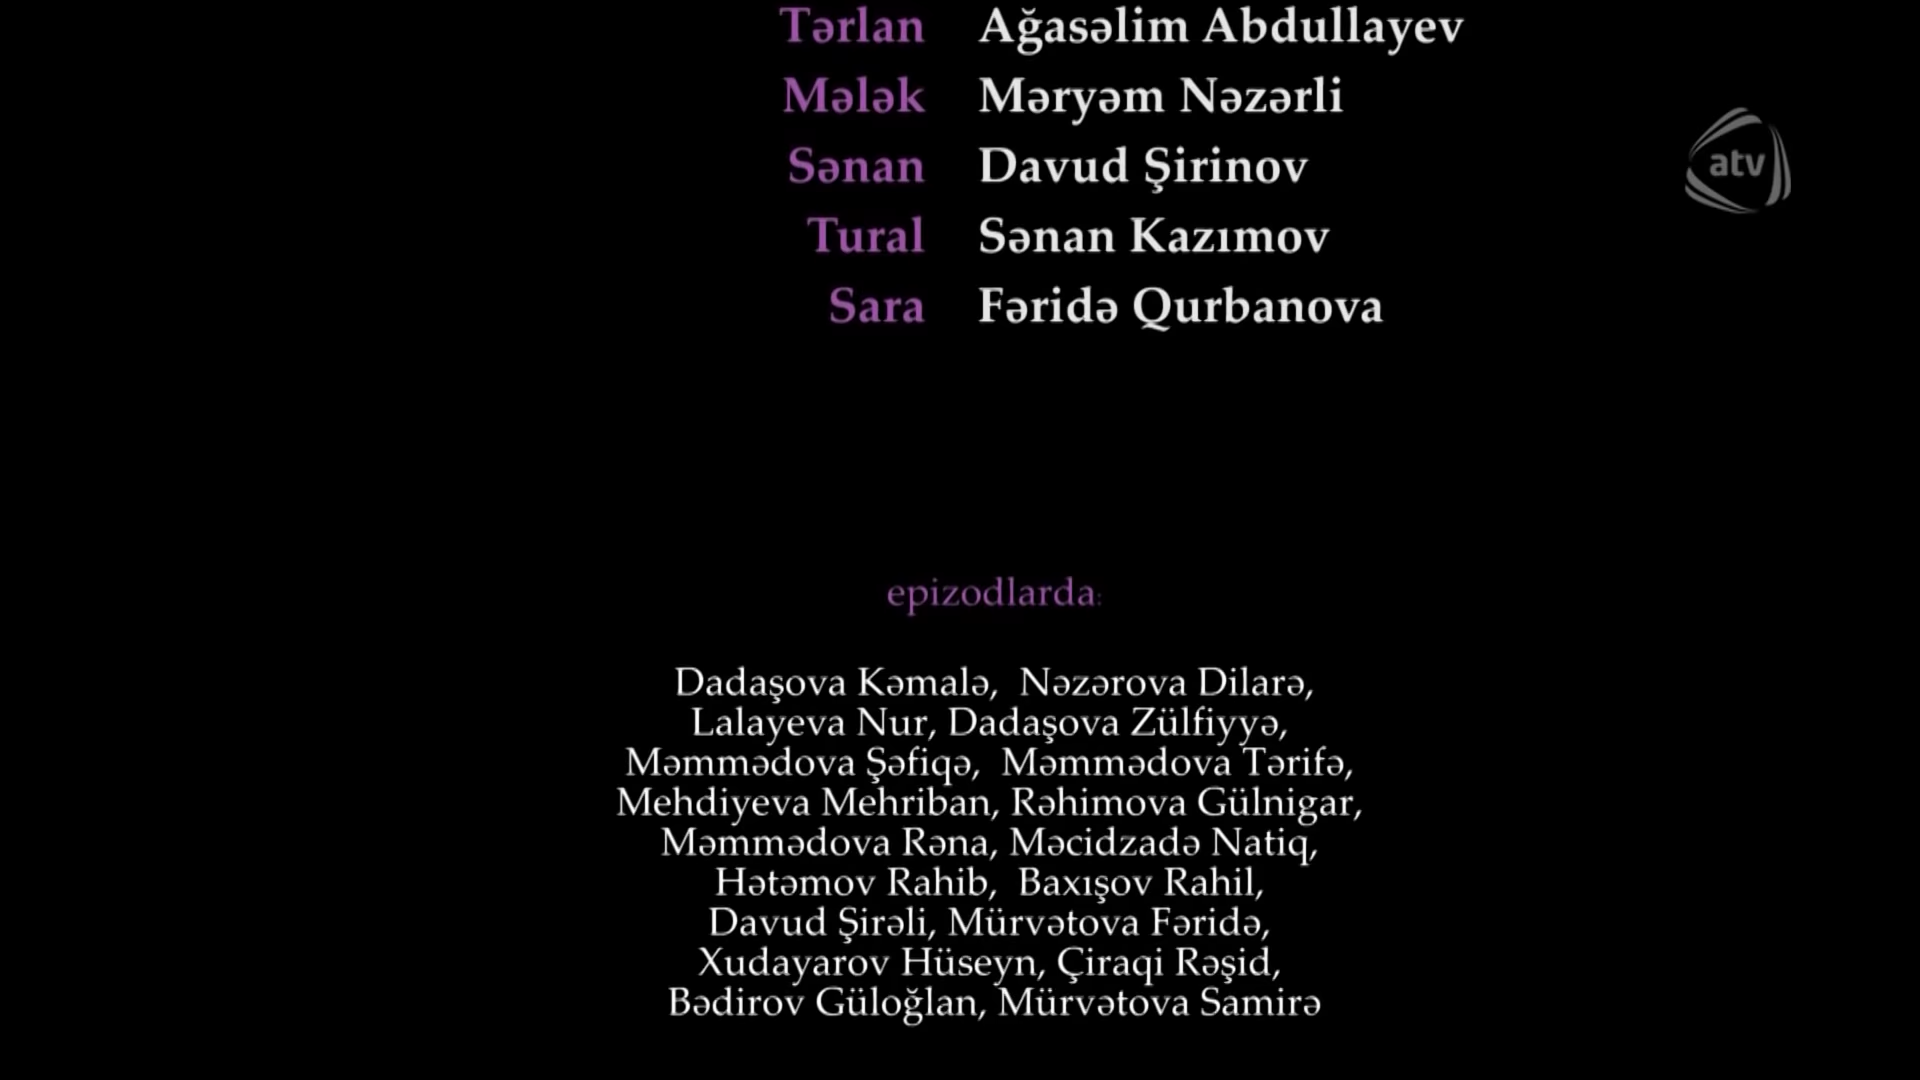 Tərlan Ağasəlim Abdullayev
Mələk Məryəm Nəzərli
Sənan Davud Şirinov
Tural Sənan Kazımov
Sara Fəridə Qurbanova
atv
epizodlarda:
Dadaşova Kəmalə, Nəzərova Dilarə,
Lalayeva Nur, Dadaşova Zülfiyyə,
Məmmədova Şəfiqə, Məmmədova Tərifə,
Mehdiyeva Mehriban, Rəhimova Gülnigar,
Məmmədova Rəna, Məcidzadə Natiq,
Hətəmov Rahib, Baxışov Rahil,
Davud Şirəli, Mürvətova Fəridə,
Xudayarov Hüseyn, Çiraqi Rəşid,
Bədirov Güloğlan, Mürvətova Samirə